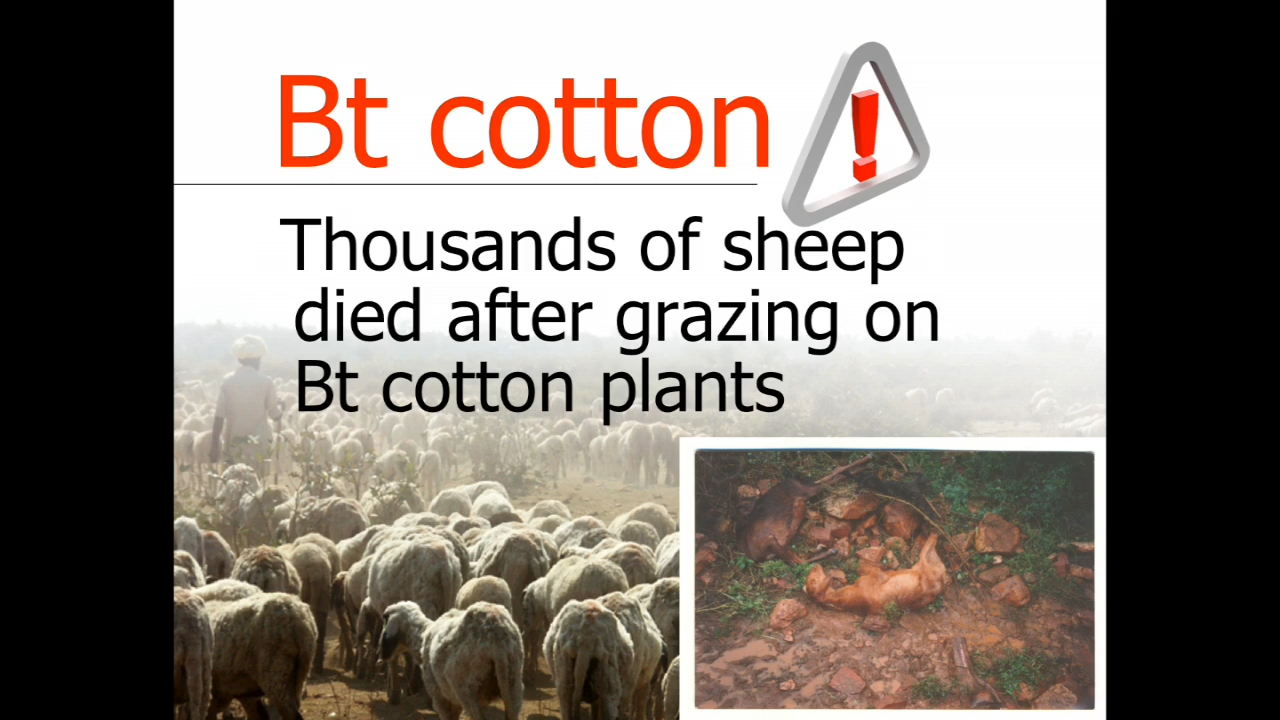 Bt cotton
Thousands of sheep
died after grazing on
Bt cotton plants